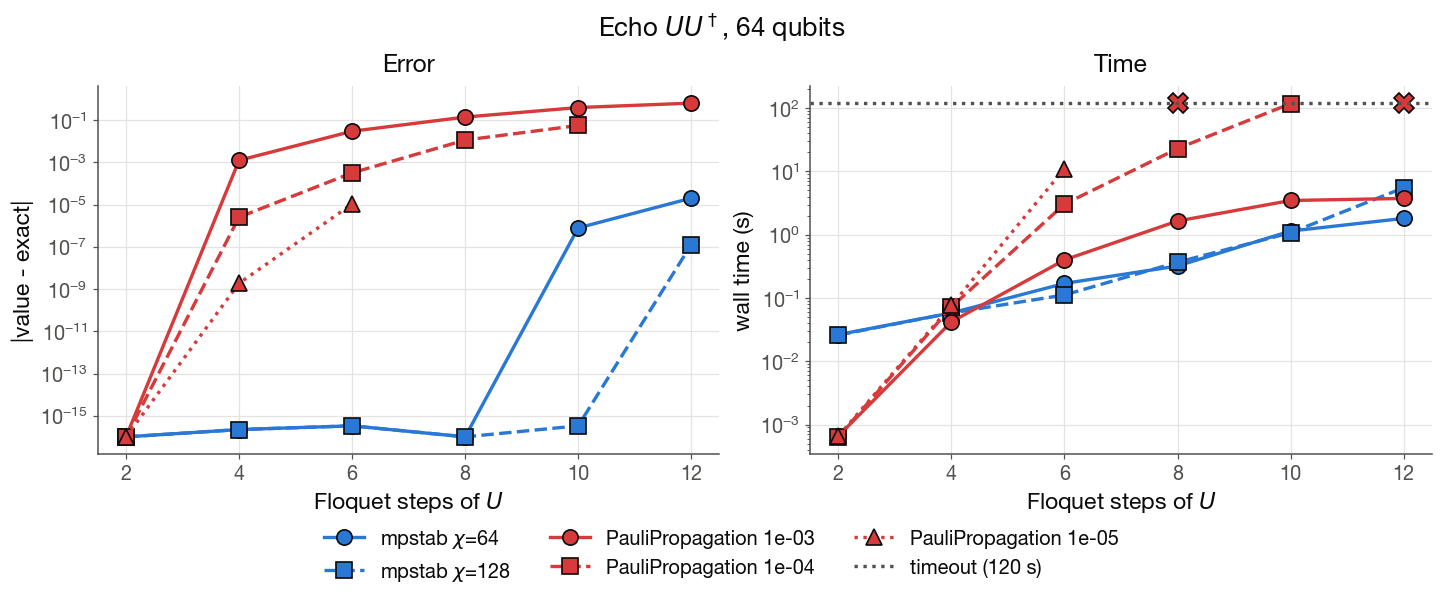 Echo UU†, 64 qubits
Error
|value - exact|
10⁻¹
10⁻³
10⁻⁵
10⁻⁷
10⁻⁹
10⁻¹¹
10⁻¹³
10⁻¹⁵
2 4 6 8 10 12
Floquet steps of U
Time
wall time (s)
10²
10¹
10⁰
10⁻¹
10⁻²
10⁻³
2 4 6 8 10 12
Floquet steps of U
mpstab χ=64
mpstab χ=128
PauliPropagation 1e-03
PauliPropagation 1e-04
PauliPropagation 1e-05
timeout (120 s)